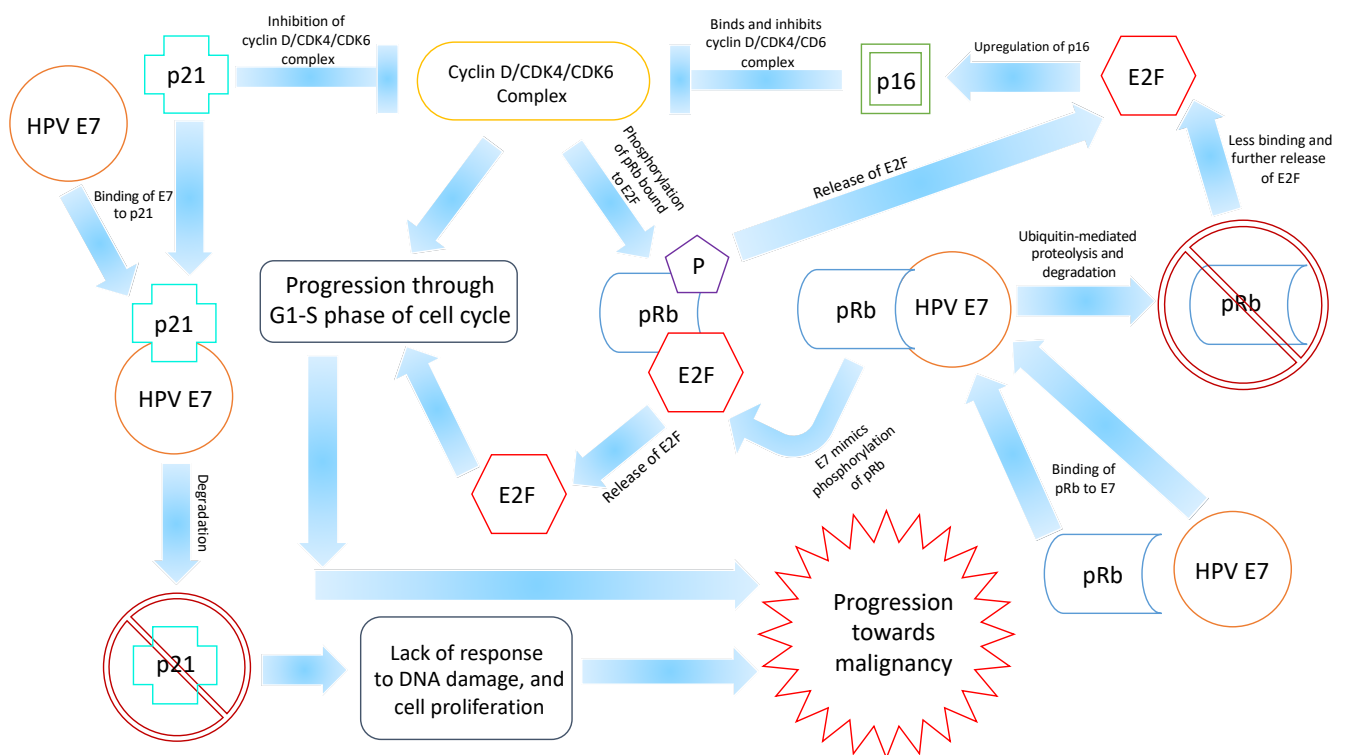 Inhibition of
cyclin D/CDK4/CDK6
complex
Binds and inhibits
cyclin D/CDK4/CD6
complex
Upregulation of p16
p21
Cyclin D/CDK4/CDK6
Complex
p16
E2F
HPV E7
Phosphorylation
of pRb bound
to E2F
Release of E2F
Less binding and
further release
of E2F
Binding of E7
to p21
Ubiquitin-mediated
proteolysis and
degradation
P
Progression through
G1-S phase of cell cycle
pRb
pRb
HPV E7
pRb
p21
E2F
HPV E7
Release of E2F
E7 mimics
phosphorylation
of pRb
E2F
Binding of
pRb to E7
Degradation
pRb
HPV E7
Progression
towards
malignancy
p21
Lack of response
to DNA damage, and
cell proliferation